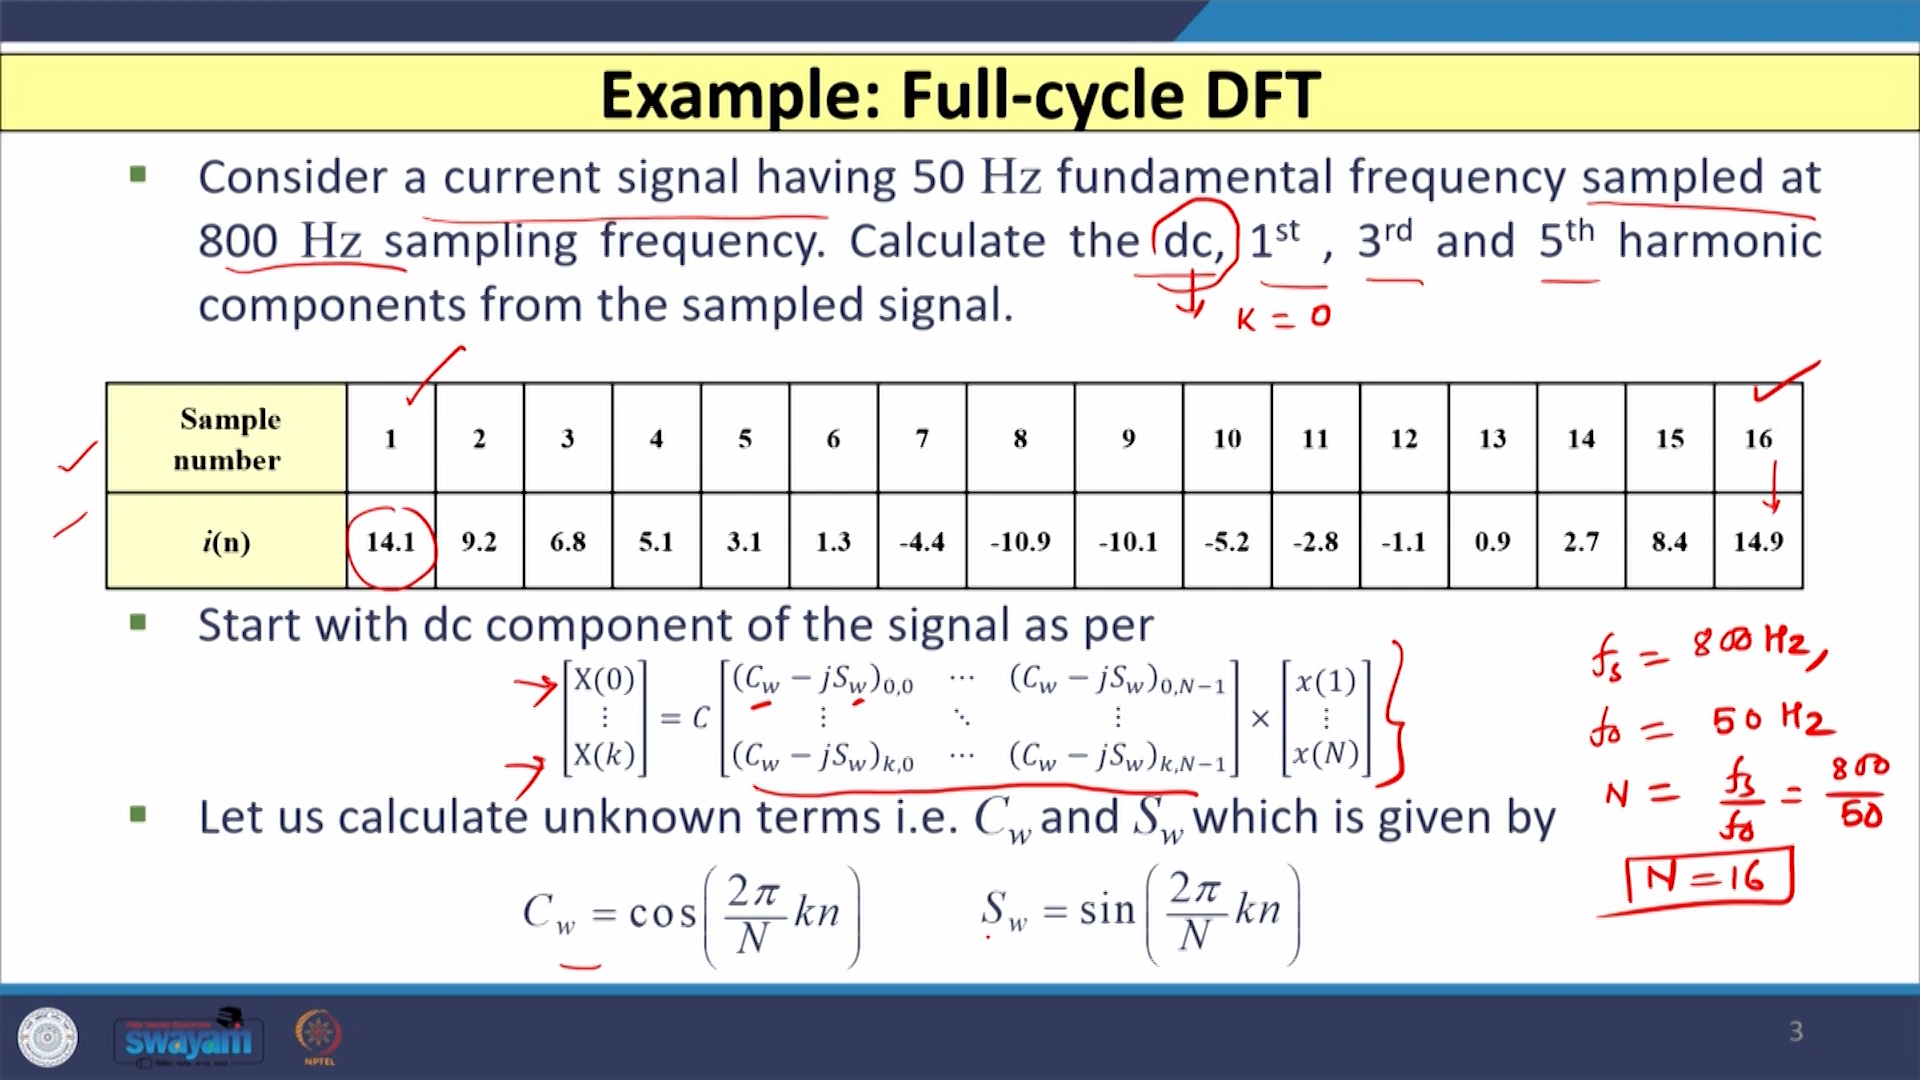 Example: Full-cycle DFT
▪ Consider a current signal having 50 Hz fundamental frequency sampled at
800 Hz sampling frequency. Calculate the dc, 1st , 3rd and 5th harmonic
components from the sampled signal.
K = 0
Sample number 1 2 3 4 5 6 7 8 9 10 11 12 13 14 15 16
i(n) 14.1 9.2 6.8 5.1 3.1 1.3 -4.4 -10.9 -10.1 -5.2 -2.8 -1.1 0.9 2.7 8.4 14.9
▪ Start with dc component of the signal as per
[X(0) ⋮ X(k)] = C [(C_w − jS_w)_{0,0} ⋯ (C_w − jS_w)_{0,N−1} ⋮ ⋱ ⋮ (C_w − jS_w)_{k,0} ⋯ (C_w − jS_w)_{k,N−1}] × [x(1) ⋮ x(N)]
fs = 800 Hz,
f0 = 50 Hz
N = fs/f0 = 800/50
N = 16
▪ Let us calculate unknown terms i.e. C_w and S_w which is given by
C_w = cos(2π/N kn) S_w = sin(2π/N kn)
swayam
NPTEL
3